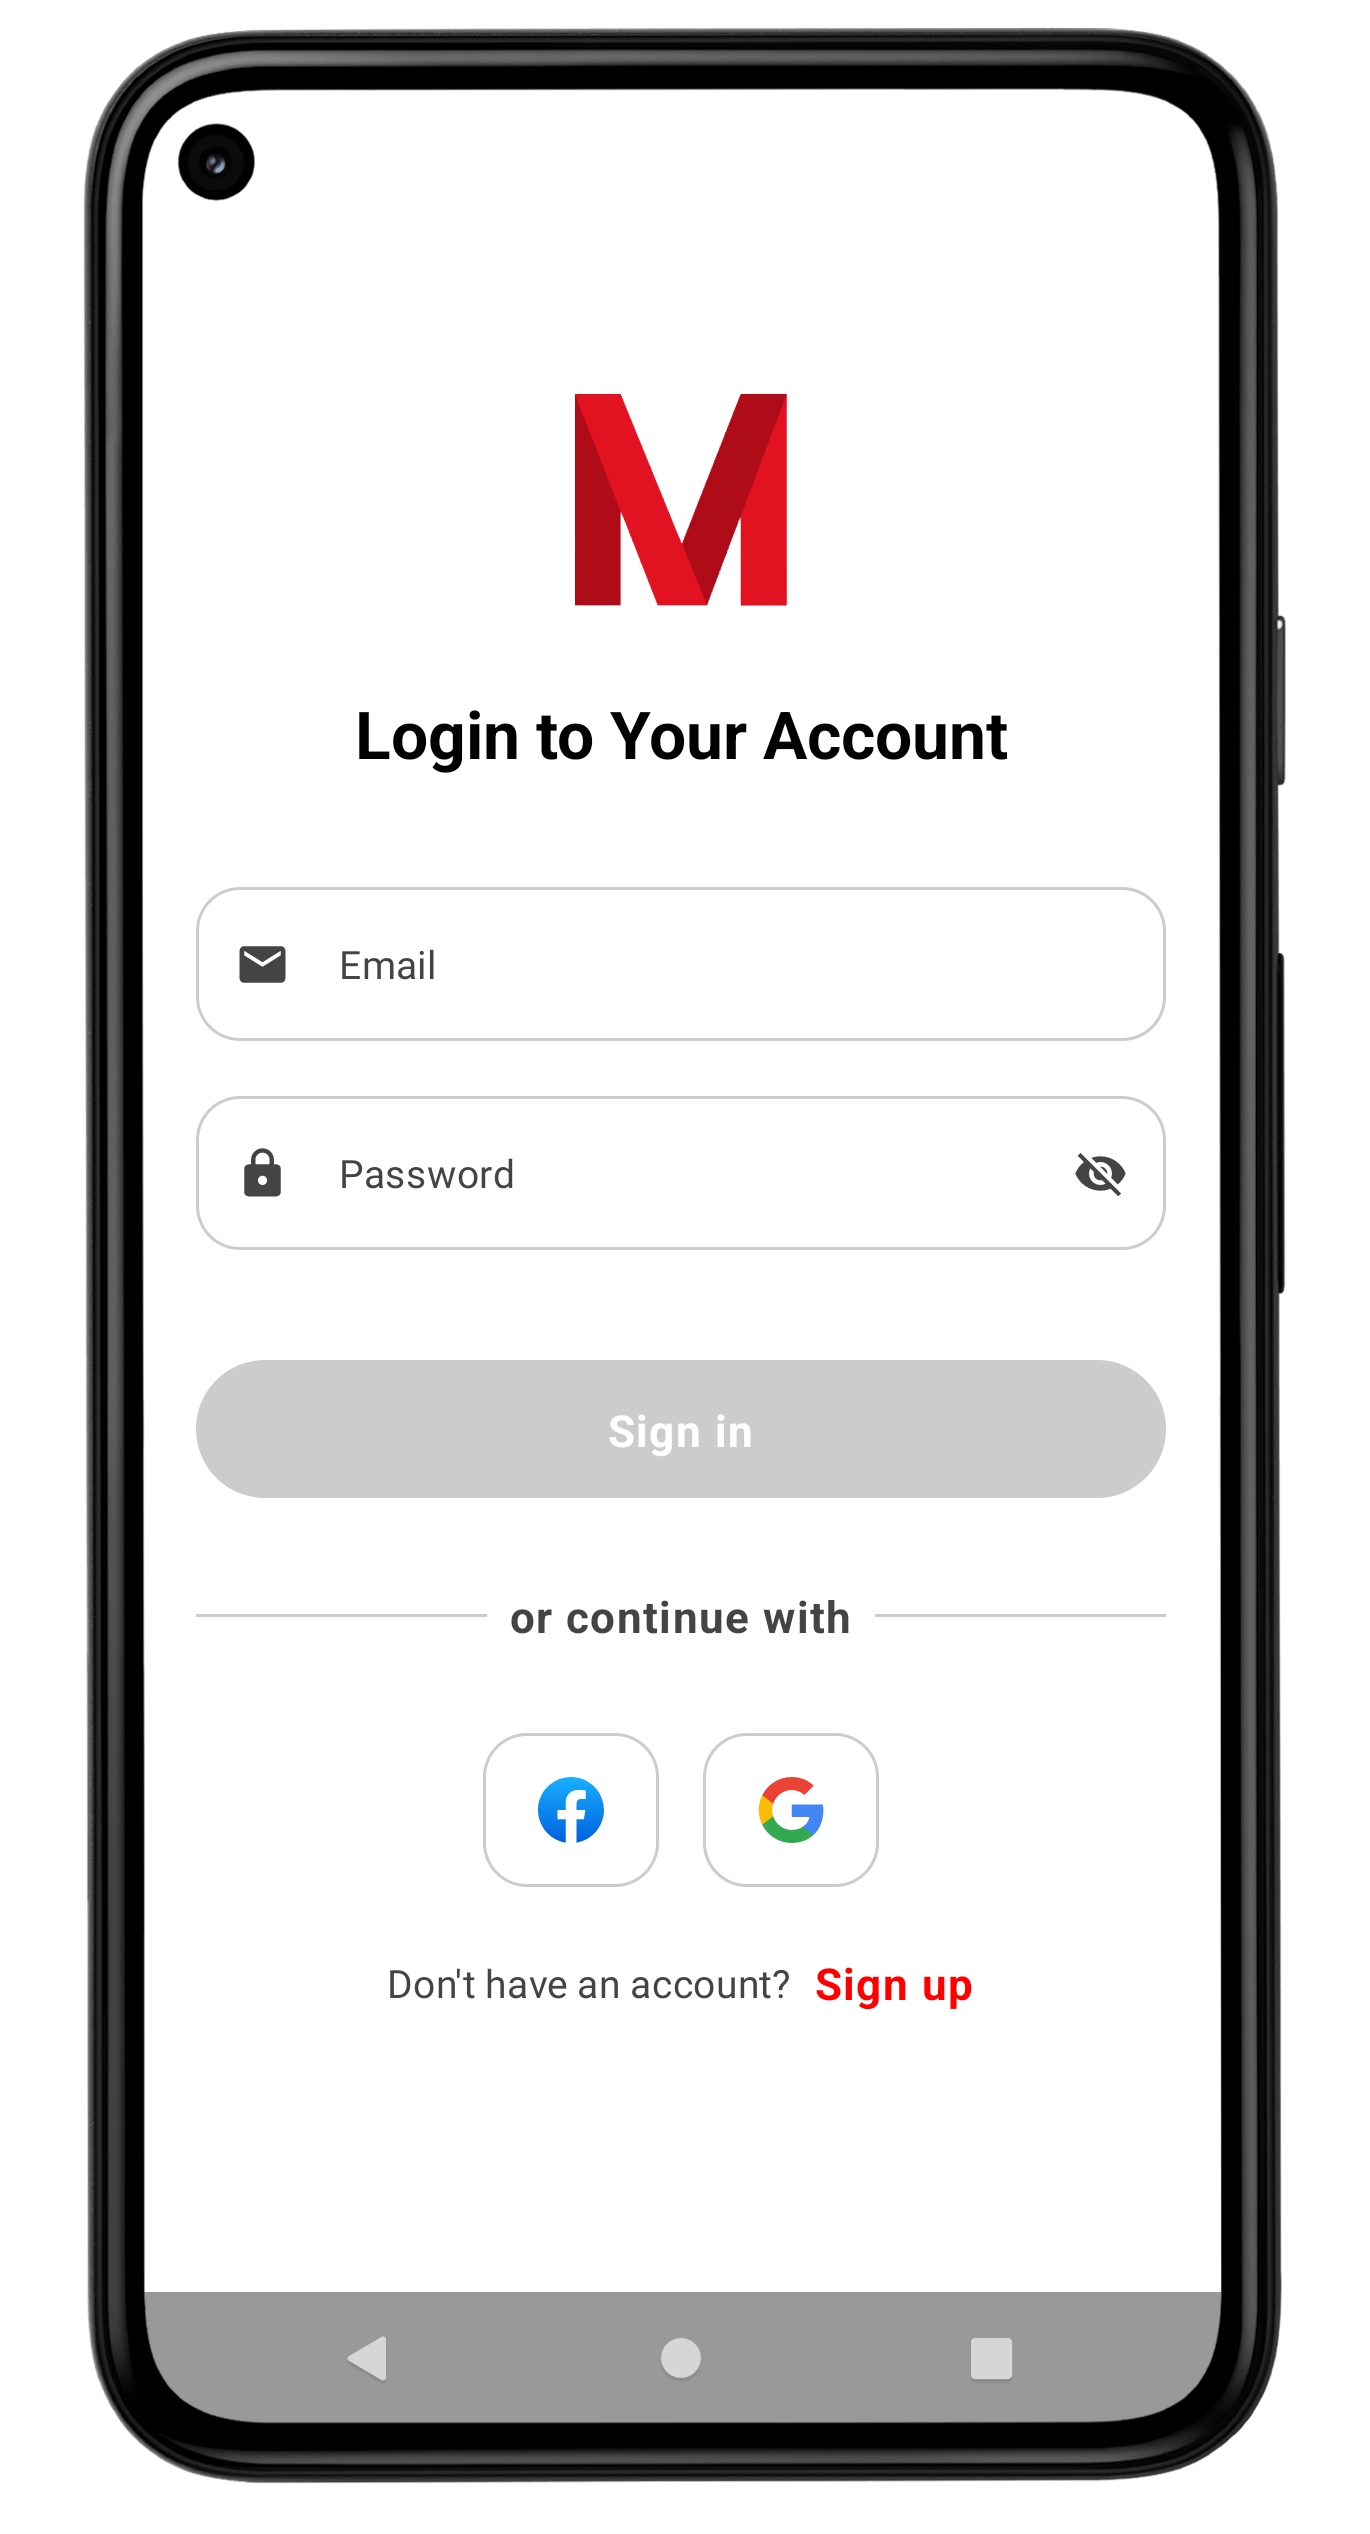 M
Login to Your Account
Email
Password
Sign in
or continue with
Don't have an account? Sign up